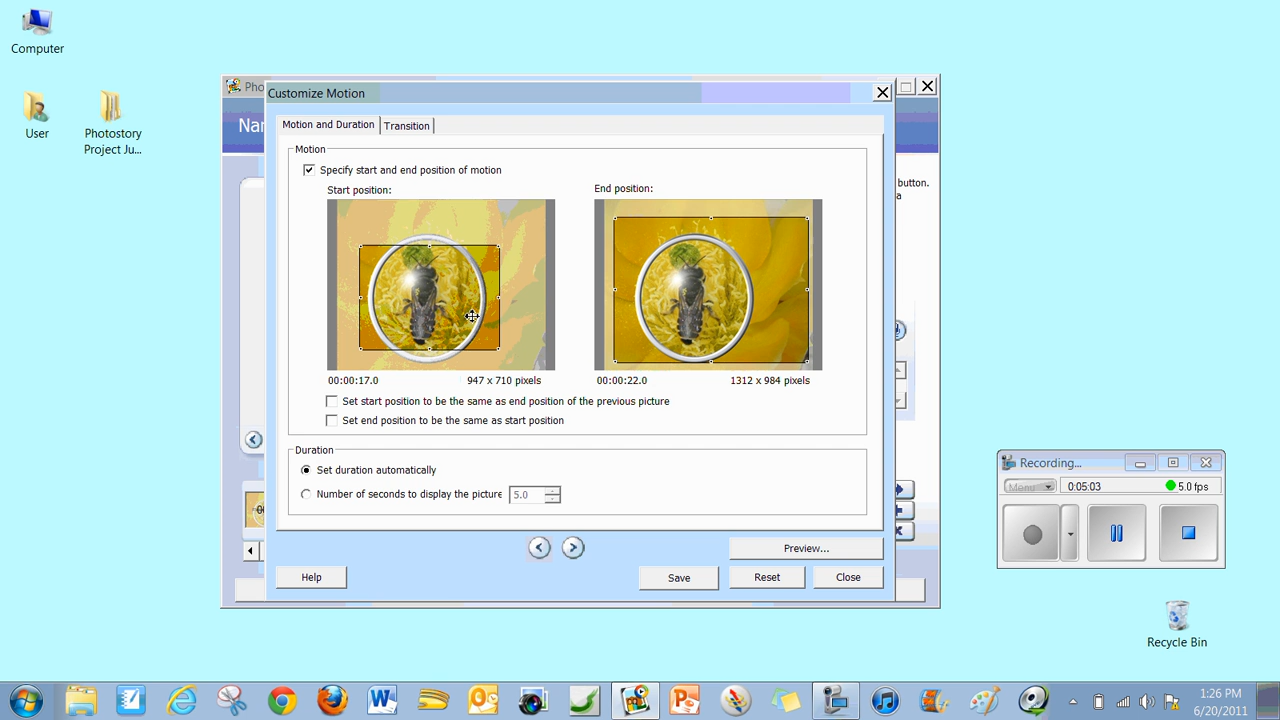 Computer
User
Photostory
Project Ju...
Pho
Nar
Customize Motion
Motion and Duration
Transition
Motion
Specify start and end position of motion
Start position:
End position:
00:00:17.0
947 x 710 pixels
00:00:22.0
1312 x 984 pixels
Set start position to be the same as end position of the previous picture
Set end position to be the same as start position
Duration
Set duration automatically
Number of seconds to display the picture
5.0
Preview...
Help
Save
Reset
Close
button.
a
Recording...
Menu
0:05:03
5.0 fps
Recycle Bin
1:26 PM
6/20/2011